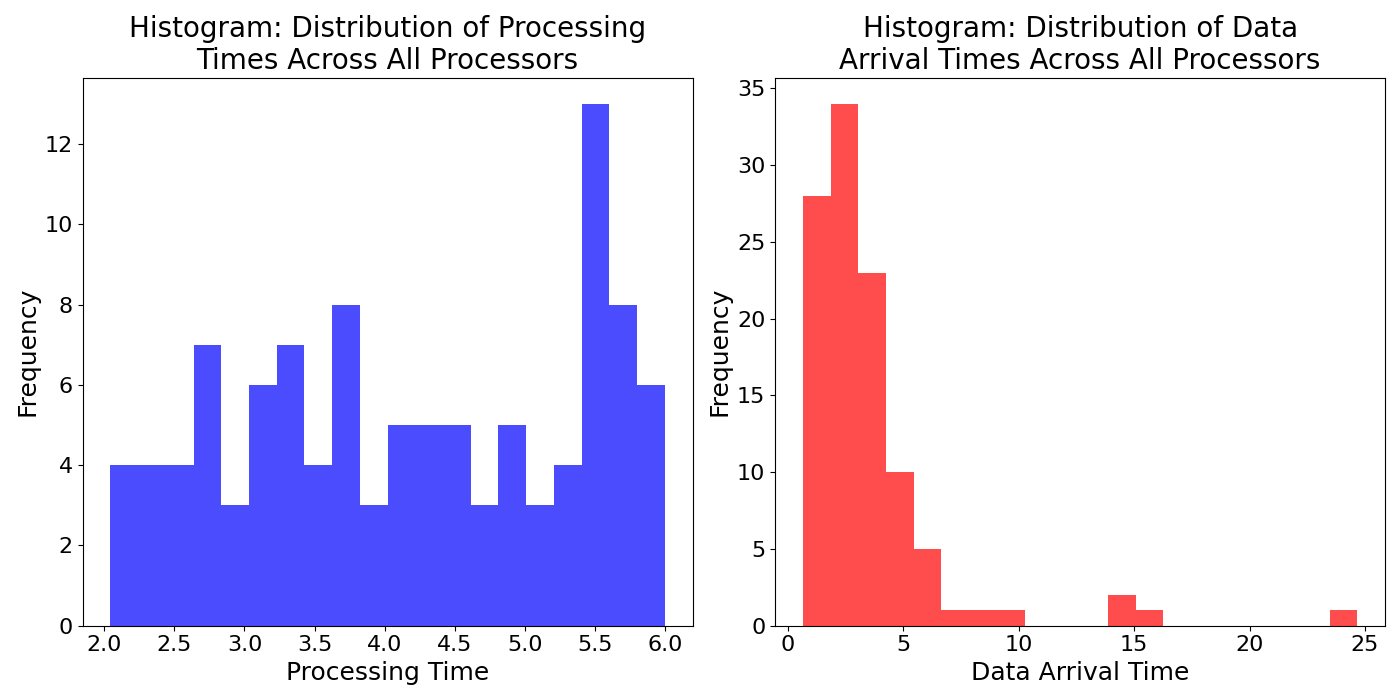 Histogram: Distribution of Processing
Times Across All Processors
12
10
8
6
4
2
0
Frequency
2.0 2.5 3.0 3.5 4.0 4.5 5.0 5.5 6.0
Processing Time
Histogram: Distribution of Data
Arrival Times Across All Processors
35
30
25
20
15
10
5
0
Frequency
0 5 10 15 20 25
Data Arrival Time